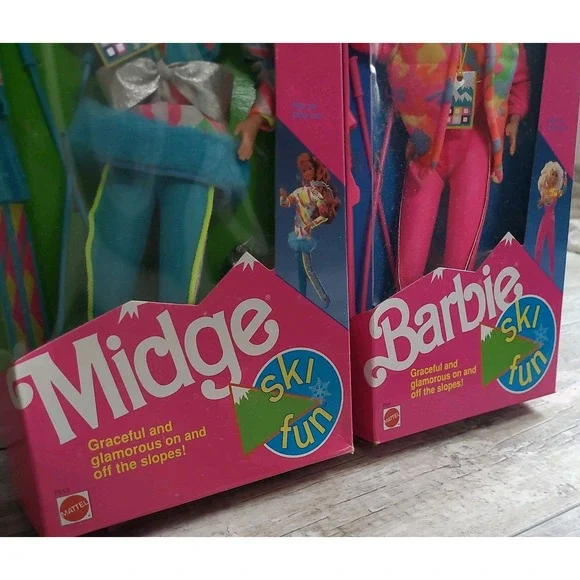 Midge®
Graceful and
glamorous on and
off the slopes!
ski
fun
MATTEL
Barbie®
Graceful and
glamorous on and
off the slopes!
ski
fun
MATTEL